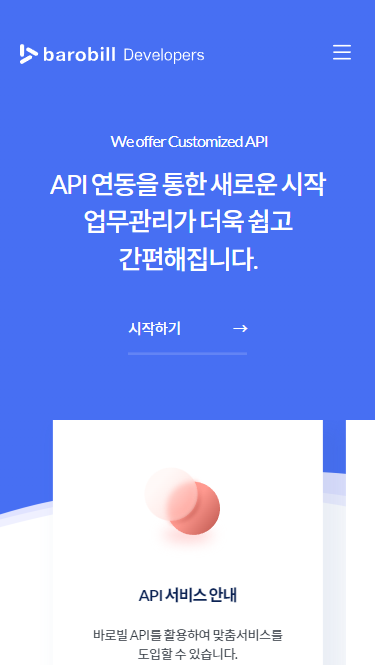 barobill Developers
We offer Customized API
API 연동을 통한 새로운 시작
업무관리가 더욱 쉽고
간편해집니다.
시작하기 →
API 서비스 안내
바로빌 API를 활용하여 맞춤서비스를
도입할 수 있습니다.